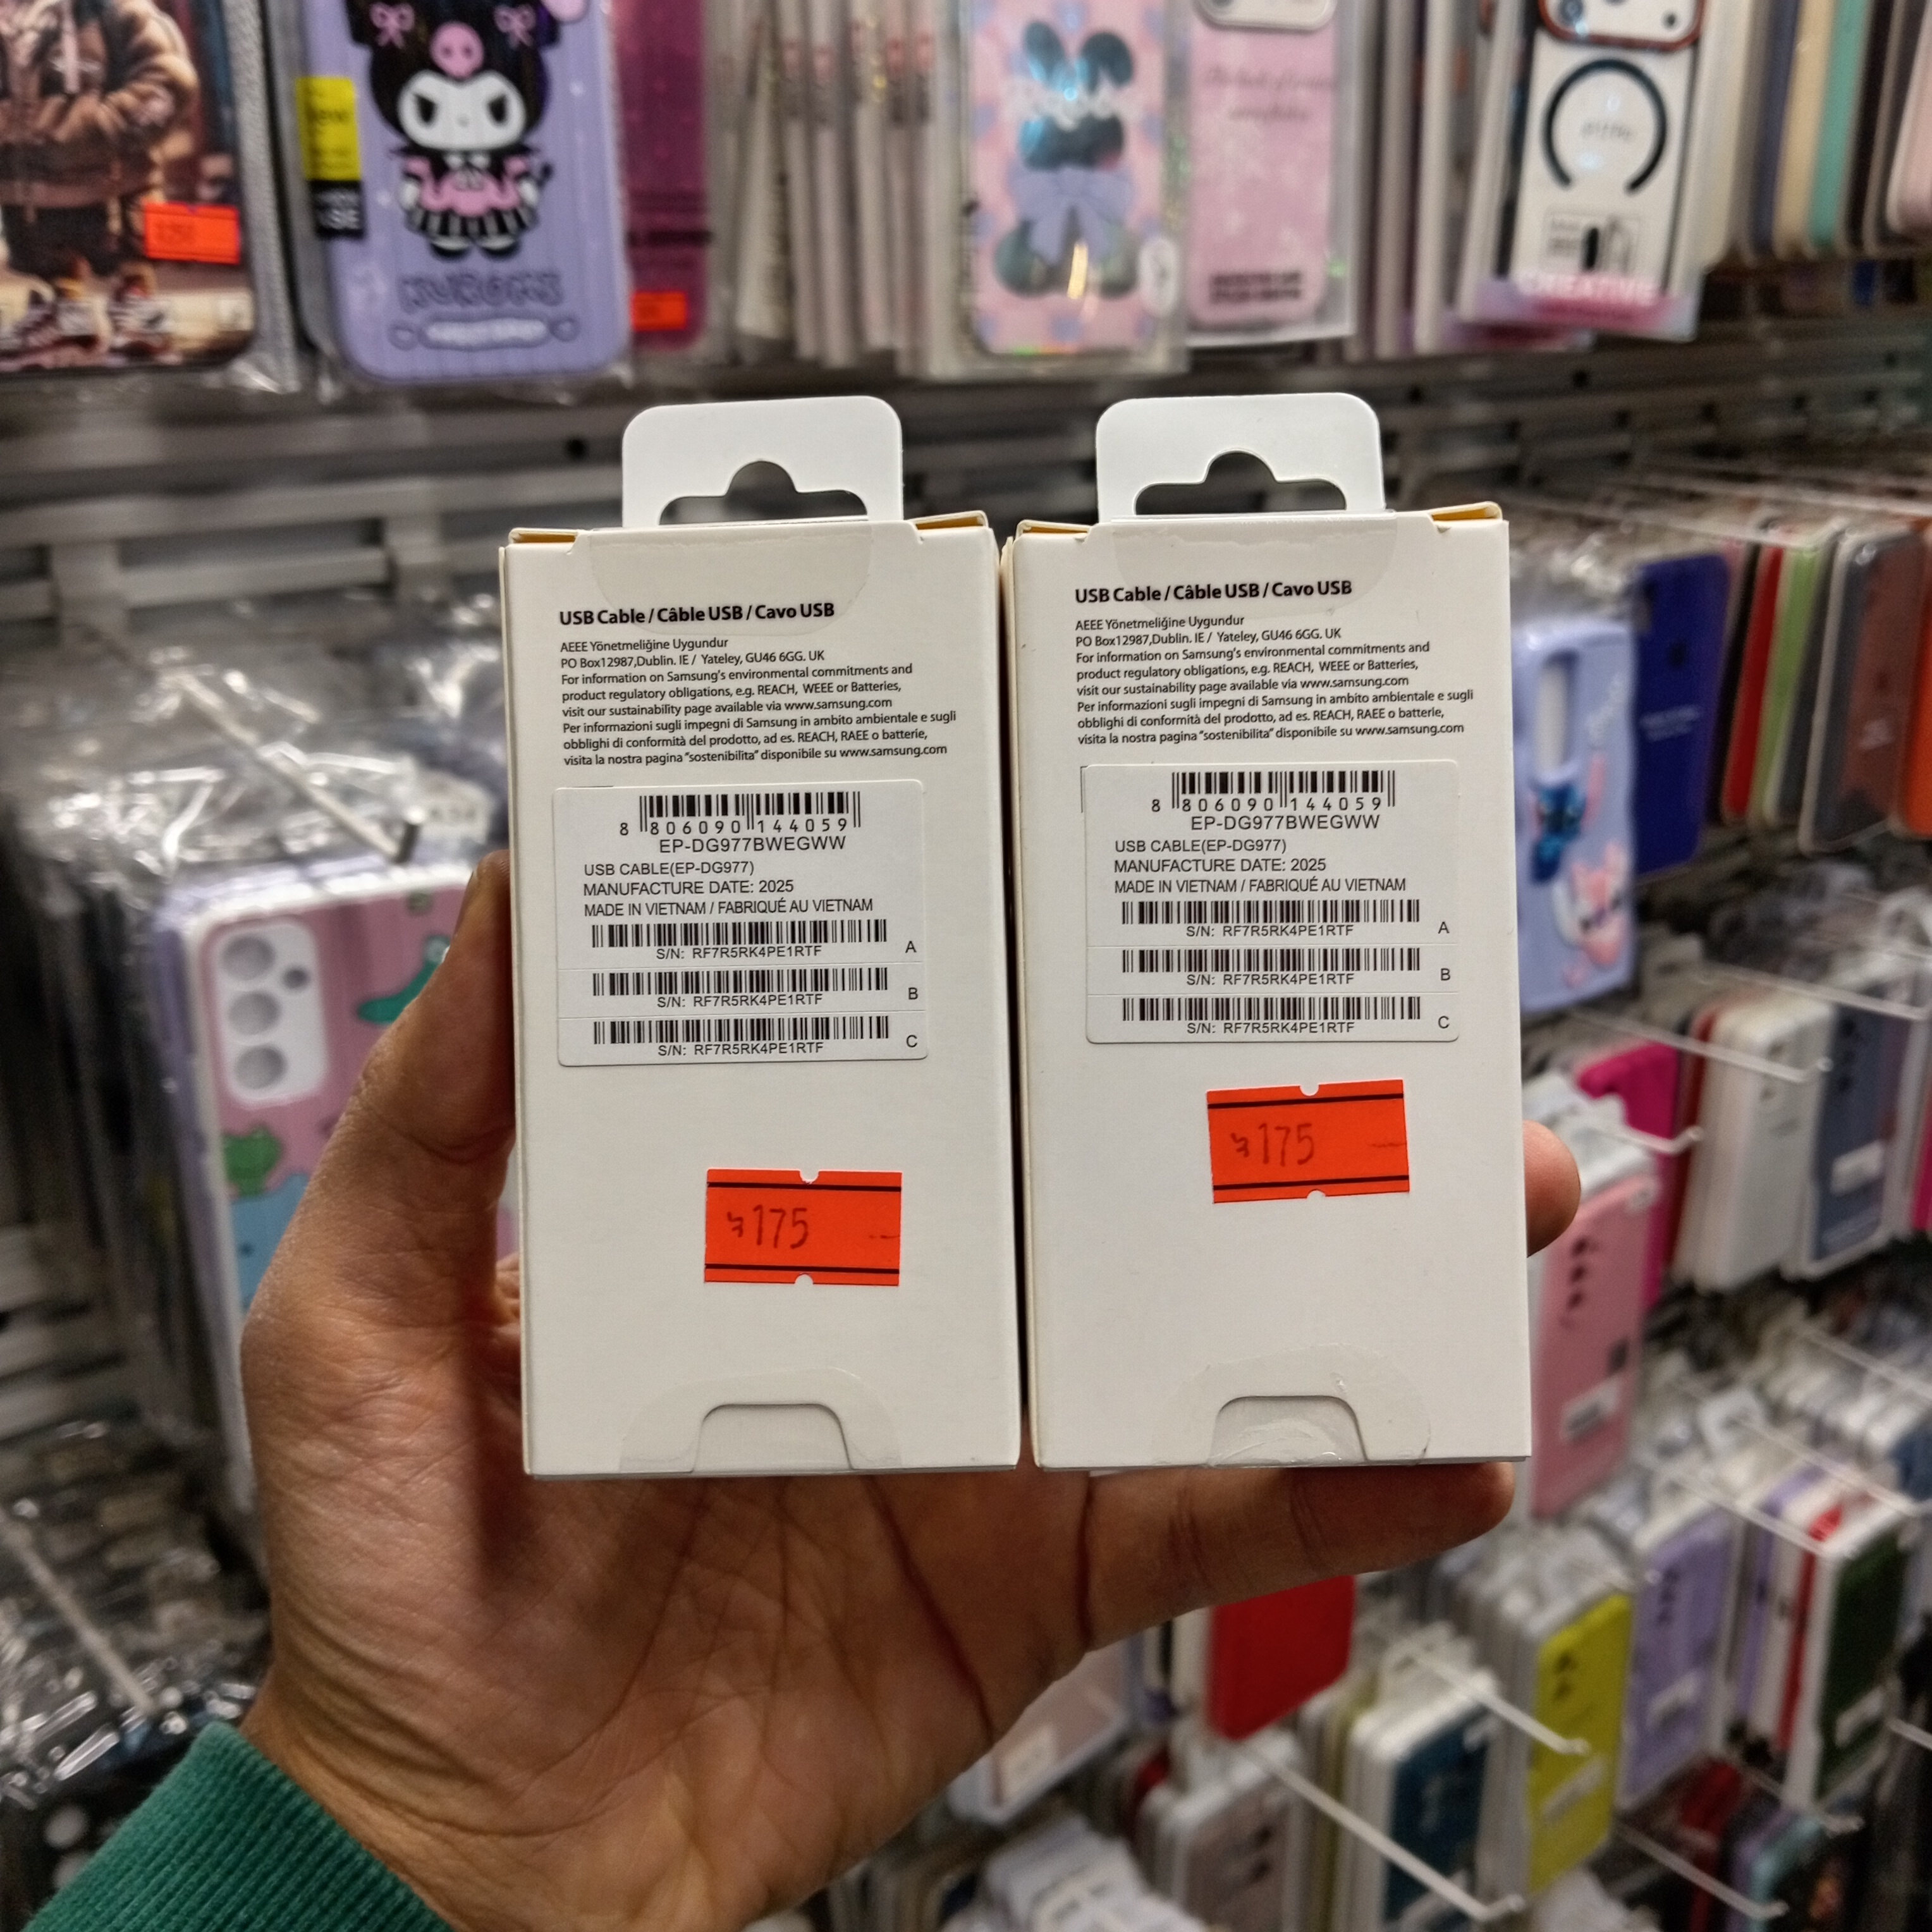 KUROMI
CREATIVE
USB Cable / Câble USB / Cavo USB
AEEE Yönetmeliğine Uygundur
PO Box12987,Dublin. IE / Yateley, GU46 6GG. UK
For information on Samsung's environmental commitments and
product regulatory obligations, e.g. REACH, WEEE or Batteries,
visit our sustainability page available via www.samsung.com
Per informazioni sugli impegni di Samsung in ambito ambientale e sugli
obblighi di conformità del prodotto, ad es. REACH, RAEE o batterie,
visita la nostra pagina "sostenibilita" disponibile su www.samsung.com
8 806090 144059
EP-DG977BWEGWW
USB CABLE(EP-DG977)
MANUFACTURE DATE: 2025
MADE IN VIETNAM / FABRIQUÉ AU VIETNAM
S/N: RF7R5RK4PE1RTF A
S/N: RF7R5RK4PE1RTF B
S/N: RF7R5RK4PE1RTF C
175
USB Cable / Câble USB / Cavo USB
AEEE Yönetmeliğine Uygundur
PO Box12987,Dublin. IE / Yateley, GU46 6GG. UK
For information on Samsung's environmental commitments and
product regulatory obligations, e.g. REACH, WEEE or Batteries,
visit our sustainability page available via www.samsung.com
Per informazioni sugli impegni di Samsung in ambito ambientale e sugli
obblighi di conformità del prodotto, ad es. REACH, RAEE o batterie,
visita la nostra pagina "sostenibilita" disponibile su www.samsung.com
8 806090 144059
EP-DG977BWEGWW
USB CABLE(EP-DG977)
MANUFACTURE DATE: 2025
MADE IN VIETNAM / FABRIQUÉ AU VIETNAM
S/N: RF7R5RK4PE1RTF A
S/N: RF7R5RK4PE1RTF B
S/N: RF7R5RK4PE1RTF C
175